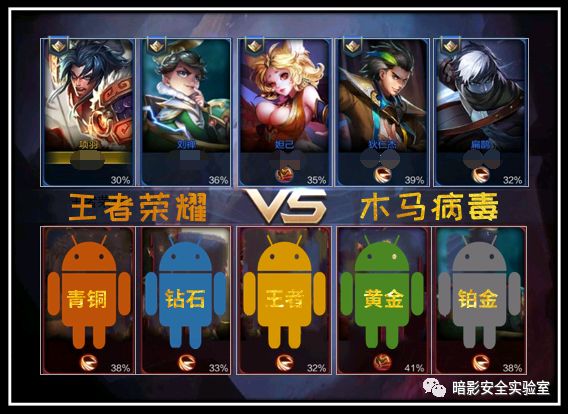 项羽
刘禅
妲己
狄仁杰
扁鹊
30%
36%
35%
39%
32%
王者荣耀 VS 木马病毒
青铜
钻石
王者
黄金
铂金
38%
33%
32%
41%
38%
暗影安全实验室